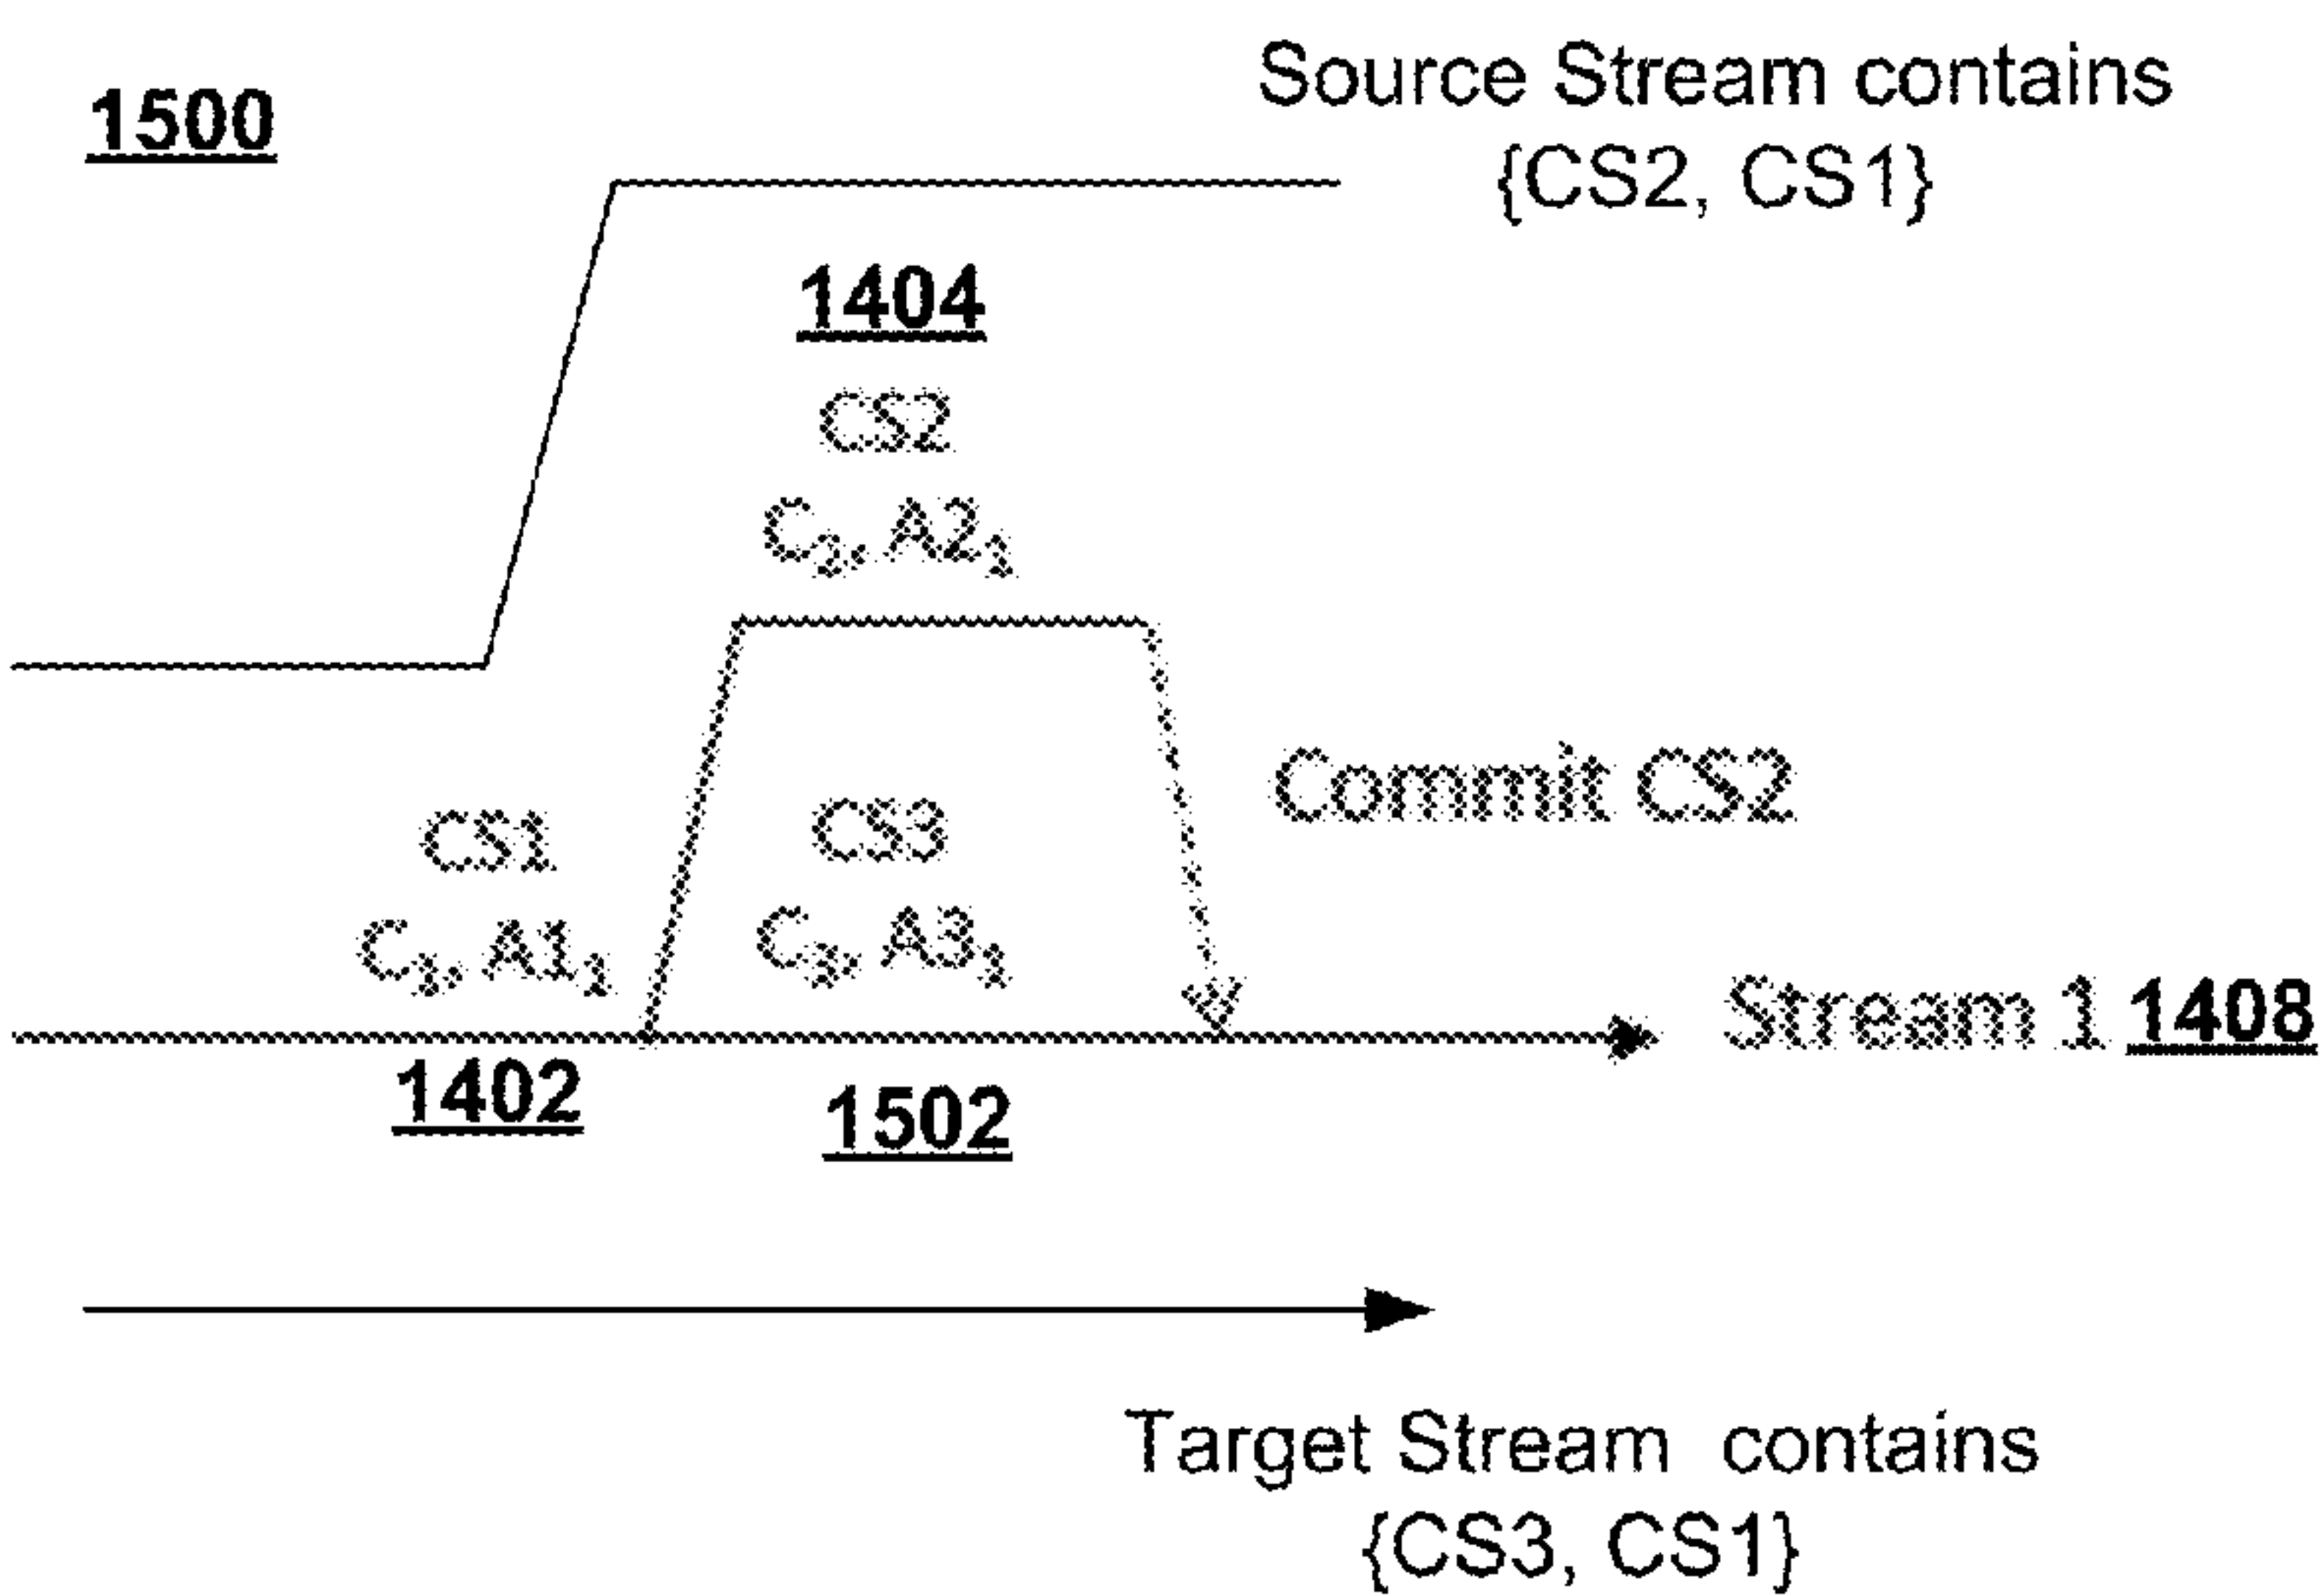 1500
Source Stream contains
{CS2, CS1}
1404
CS2
C₂, A2₁
Commit CS2
CS1
C₁, A1₁
CS3
C₃, A3₁
Stream 1 1408
1402
1502
Target Stream contains
{CS3, CS1}